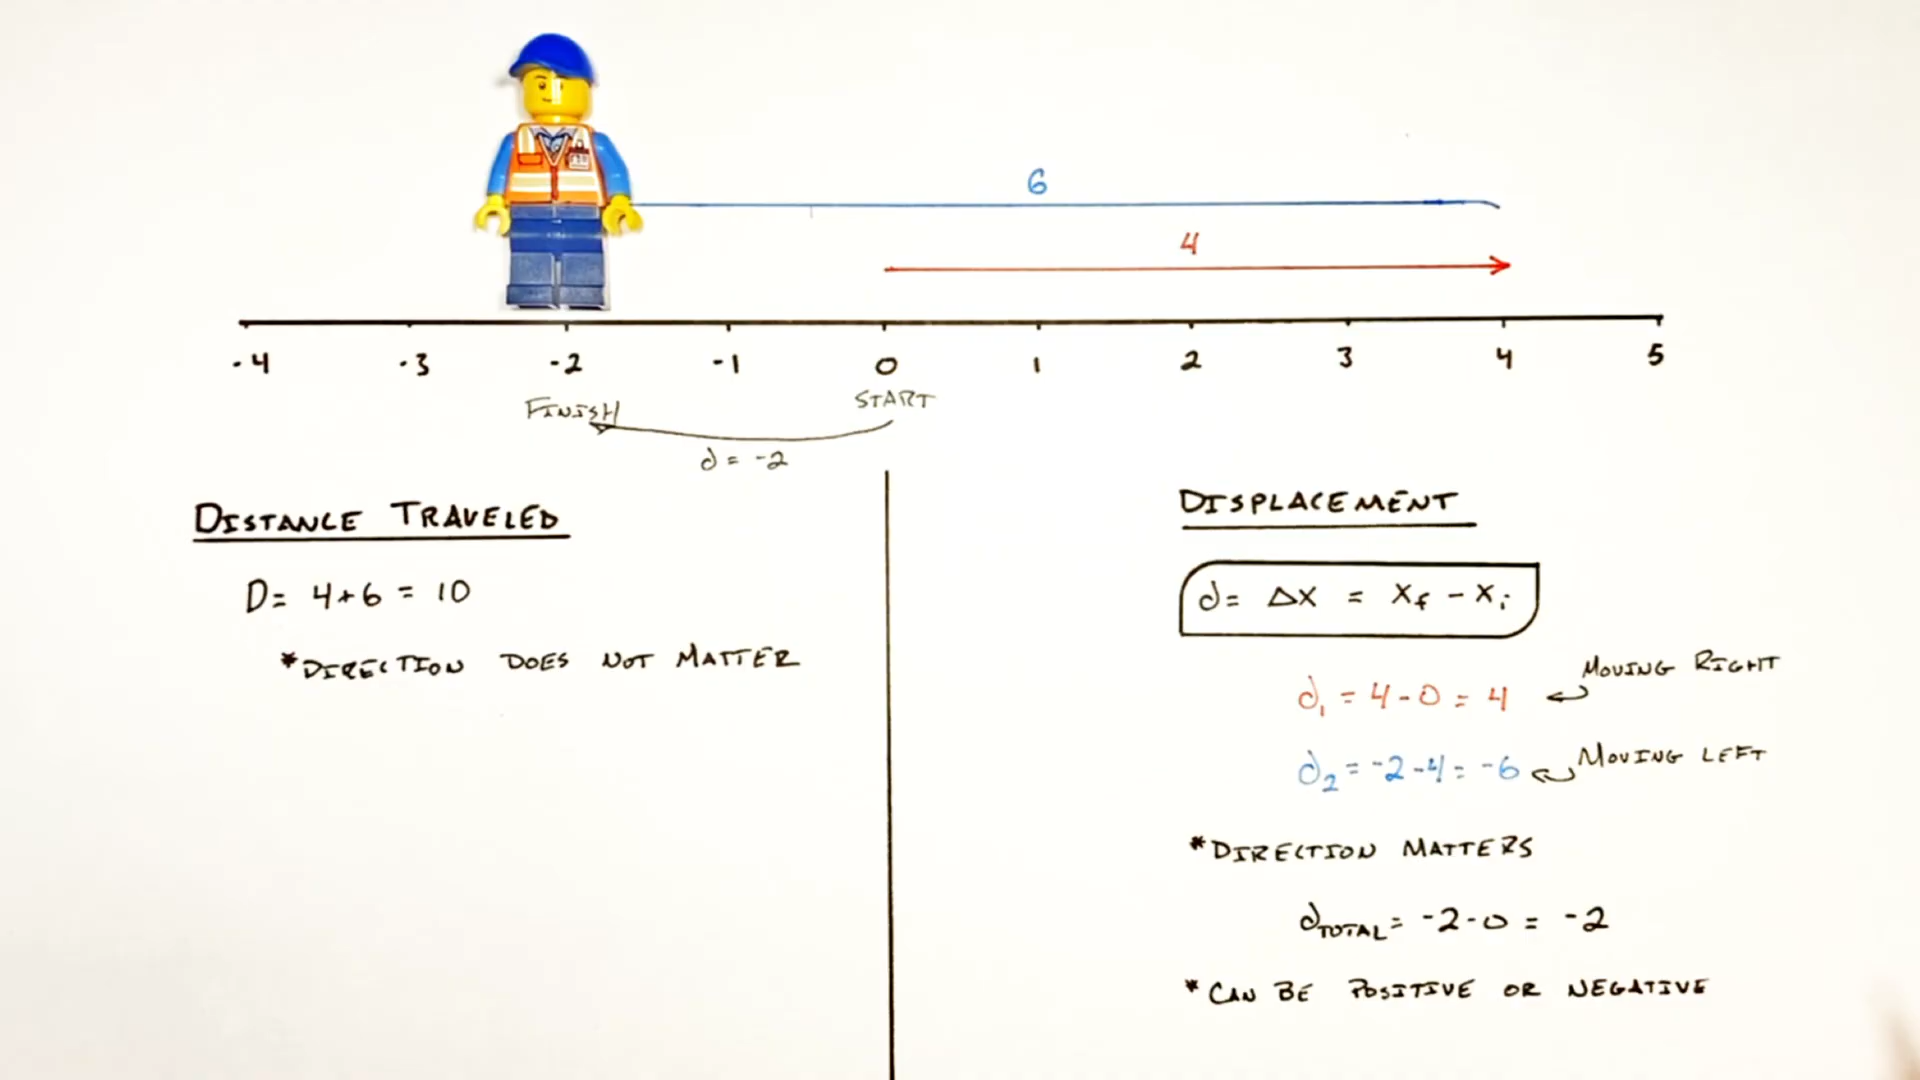 6
4
-4 -3 -2 -1 0 1 2 3 4 5
FINISH START
d = -2
DISTANCE TRAVELED
D= 4+6 = 10
*DIRECTION DOES NOT MATTER
DISPLACEMENT
d= Δx = xf - xi
d1 = 4-0 = 4 MOVING RIGHT
d2 = -2-4 = -6 MOVING LEFT
*DIRECTION MATTERS
dTOTAL = -2-0 = -2
*CAN BE POSITIVE OR NEGATIVE